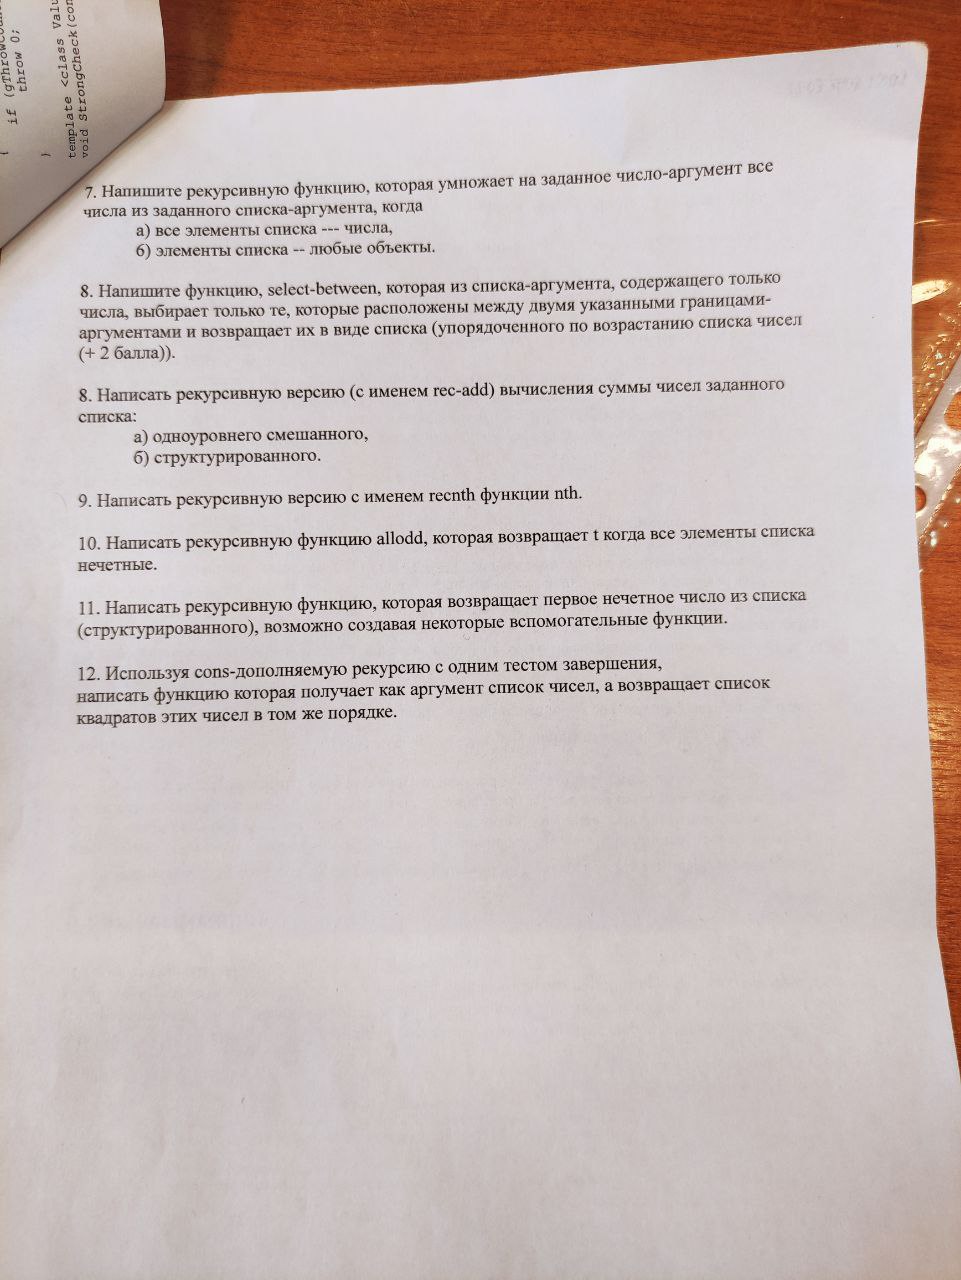 if (gThrowCoun
throw 0;
}
template <class Valu
void StrongCheck(con
7. Напишите рекурсивную функцию, которая умножает на заданное число-аргумент все
числа из заданного списка-аргумента, когда
а) все элементы списка --- числа,
б) элементы списка -- любые объекты.
8. Напишите функцию, select-between, которая из списка-аргумента, содержащего только
числа, выбирает только те, которые расположены между двумя указанными границами-
аргументами и возвращает их в виде списка (упорядоченного по возрастанию списка чисел
(+ 2 балла)).
8. Написать рекурсивную версию (с именем rec-add) вычисления суммы чисел заданного
списка:
а) одноуровнего смешанного,
б) структурированного.
9. Написать рекурсивную версию с именем recnth функции nth.
10. Написать рекурсивную функцию allodd, которая возвращает t когда все элементы списка
нечетные.
11. Написать рекурсивную функцию, которая возвращает первое нечетное число из списка
(структурированного), возможно создавая некоторые вспомогательные функции.
12. Используя cons-дополняемую рекурсию с одним тестом завершения,
написать функцию которая получает как аргумент список чисел, а возвращает список
квадратов этих чисел в том же порядке.